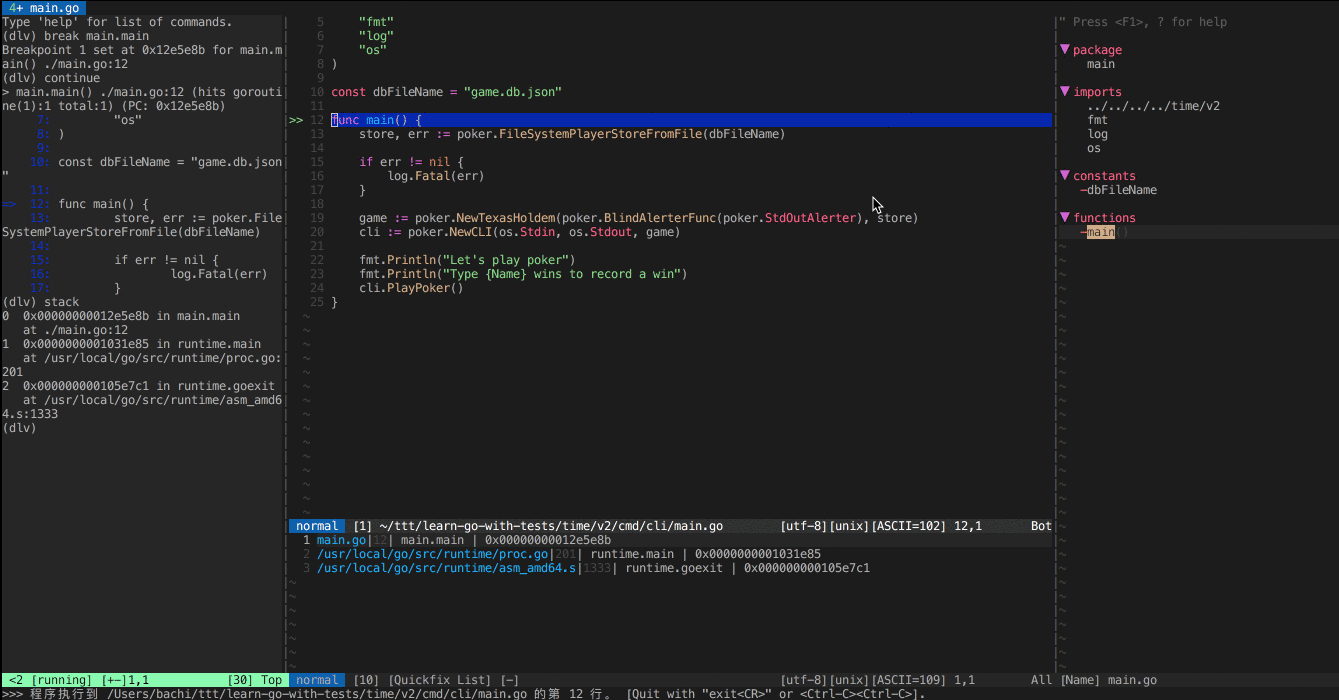 4+ main.go
Type 'help' for list of commands.
(dlv) break main.main
Breakpoint 1 set at 0x12e5e8b for main.m
ain() ./main.go:12
(dlv) continue
> main.main() ./main.go:12 (hits gorouti
ne(1):1 total:1) (PC: 0x12e5e8b)
7: "os"
8: )
9:
10: const dbFileName = "game.db.json
"
11:
=> 12: func main() {
13: store, err := poker.File
SystemPlayerStoreFromFile(dbFileName)
14:
15: if err != nil {
16: log.Fatal(err)
17: }
(dlv) stack
0 0x00000000012e5e8b in main.main
at ./main.go:12
1 0x0000000001031e85 in runtime.main
at /usr/local/go/src/runtime/proc.go:
201
2 0x000000000105e7c1 in runtime.goexit
at /usr/local/go/src/runtime/asm_amd6
4.s:1333
(dlv)
<2 [running] [+-]1,1 [30] Top
5 "fmt"
6 "log"
7 "os"
8 )
9
10 const dbFileName = "game.db.json"
11
>> 12 func main() {
13 store, err := poker.FileSystemPlayerStoreFromFile(dbFileName)
14
15 if err != nil {
16 log.Fatal(err)
17 }
18
19 game := poker.NewTexasHoldem(poker.BlindAlerterFunc(poker.StdOutAlerter), store)
20 cli := poker.NewCLI(os.Stdin, os.Stdout, game)
21
22 fmt.Println("Let's play poker")
23 fmt.Println("Type {Name} wins to record a win")
24 cli.PlayPoker()
25 }
normal [1] ~/ttt/learn-go-with-tests/time/v2/cmd/cli/main.go [utf-8][unix][ASCII=102] 12,1 Bot
1 main.go|12| main.main | 0x00000000012e5e8b
2 /usr/local/go/src/runtime/proc.go|201| runtime.main | 0x0000000001031e85
3 /usr/local/go/src/runtime/asm_amd64.s|1333| runtime.goexit | 0x000000000105e7c1
normal [10] [Quickfix List] [-] [utf-8][unix][ASCII=109] 1,1 All
" Press <F1>, ? for help
▼ package
main
▼ imports
../../../../time/v2
fmt
log
os
▼ constants
-dbFileName
▼ functions
-main()
[Name] main.go
>>> 程序执行到 /Users/bachi/ttt/learn-go-with-tests/time/v2/cmd/cli/main.go 的第 12 行。 [Quit with "exit<CR>" or <Ctrl-C><Ctrl-C>].